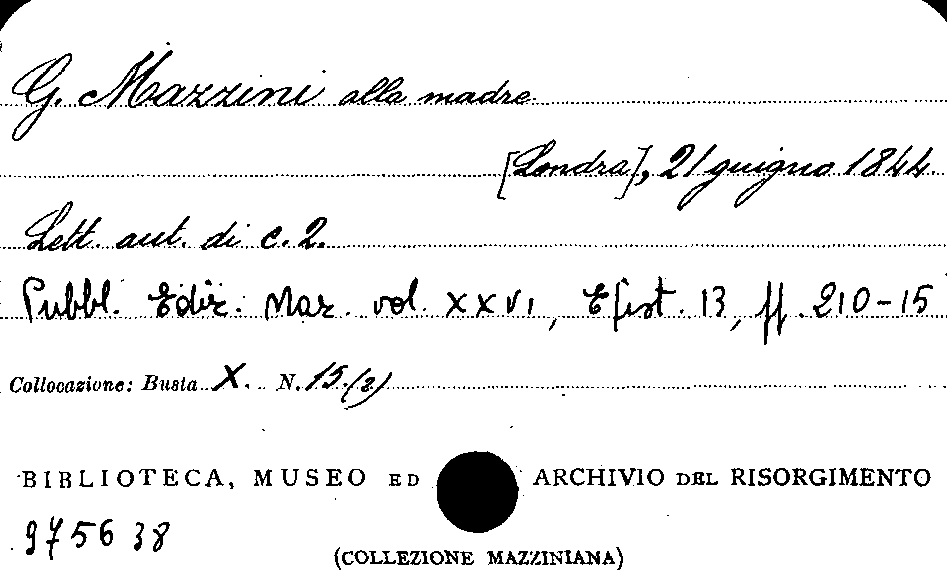 G. Mazzini alla madre
[Londra], 21 giugno 1844.
Lett. aut. di c. 2.
Pubbl. Ediz. Naz. vol. XXVI, Epist. 13, pp. 210-15
Collocazione: Busta X. N. 15.(2)
BIBLIOTECA, MUSEO ED ARCHIVIO DEL RISORGIMENTO
975638
(COLLEZIONE MAZZINIANA)